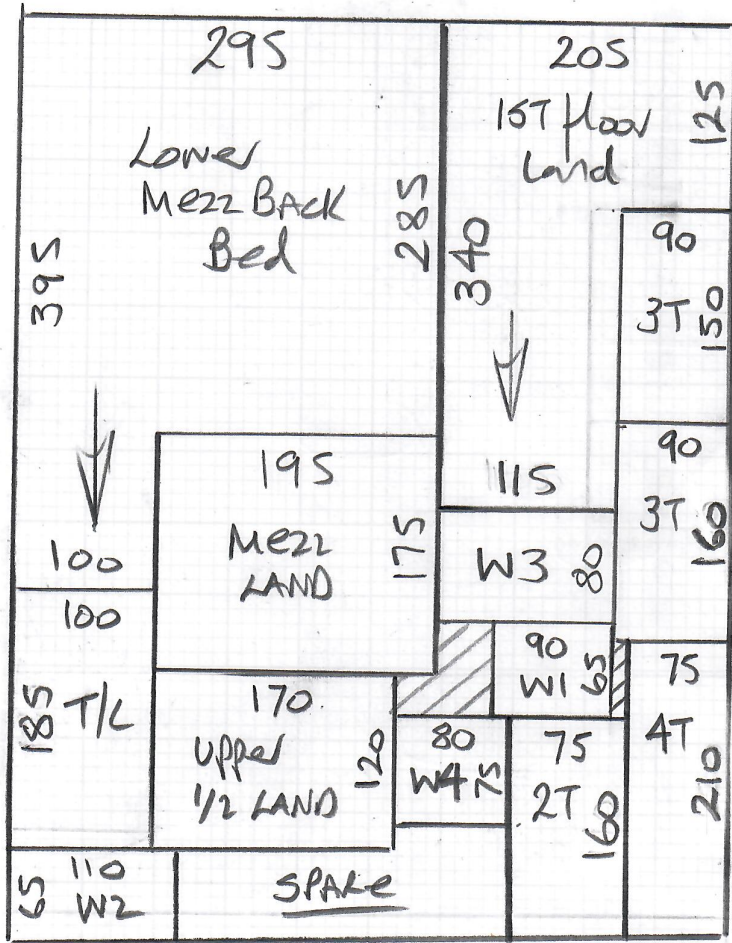 295
Lower
Mezz Back
Bed
395
285
100
205
1ST floor
Land
125
340
115
90
3T
150
90
3T
160
195
Mezz
LAND
175
W3
80
100
T/L
185
170
Upper
1/2 LAND
120
90
W1
65
80
W4
75
75
2T
160
75
4T
210
110
W2
65
SPARE